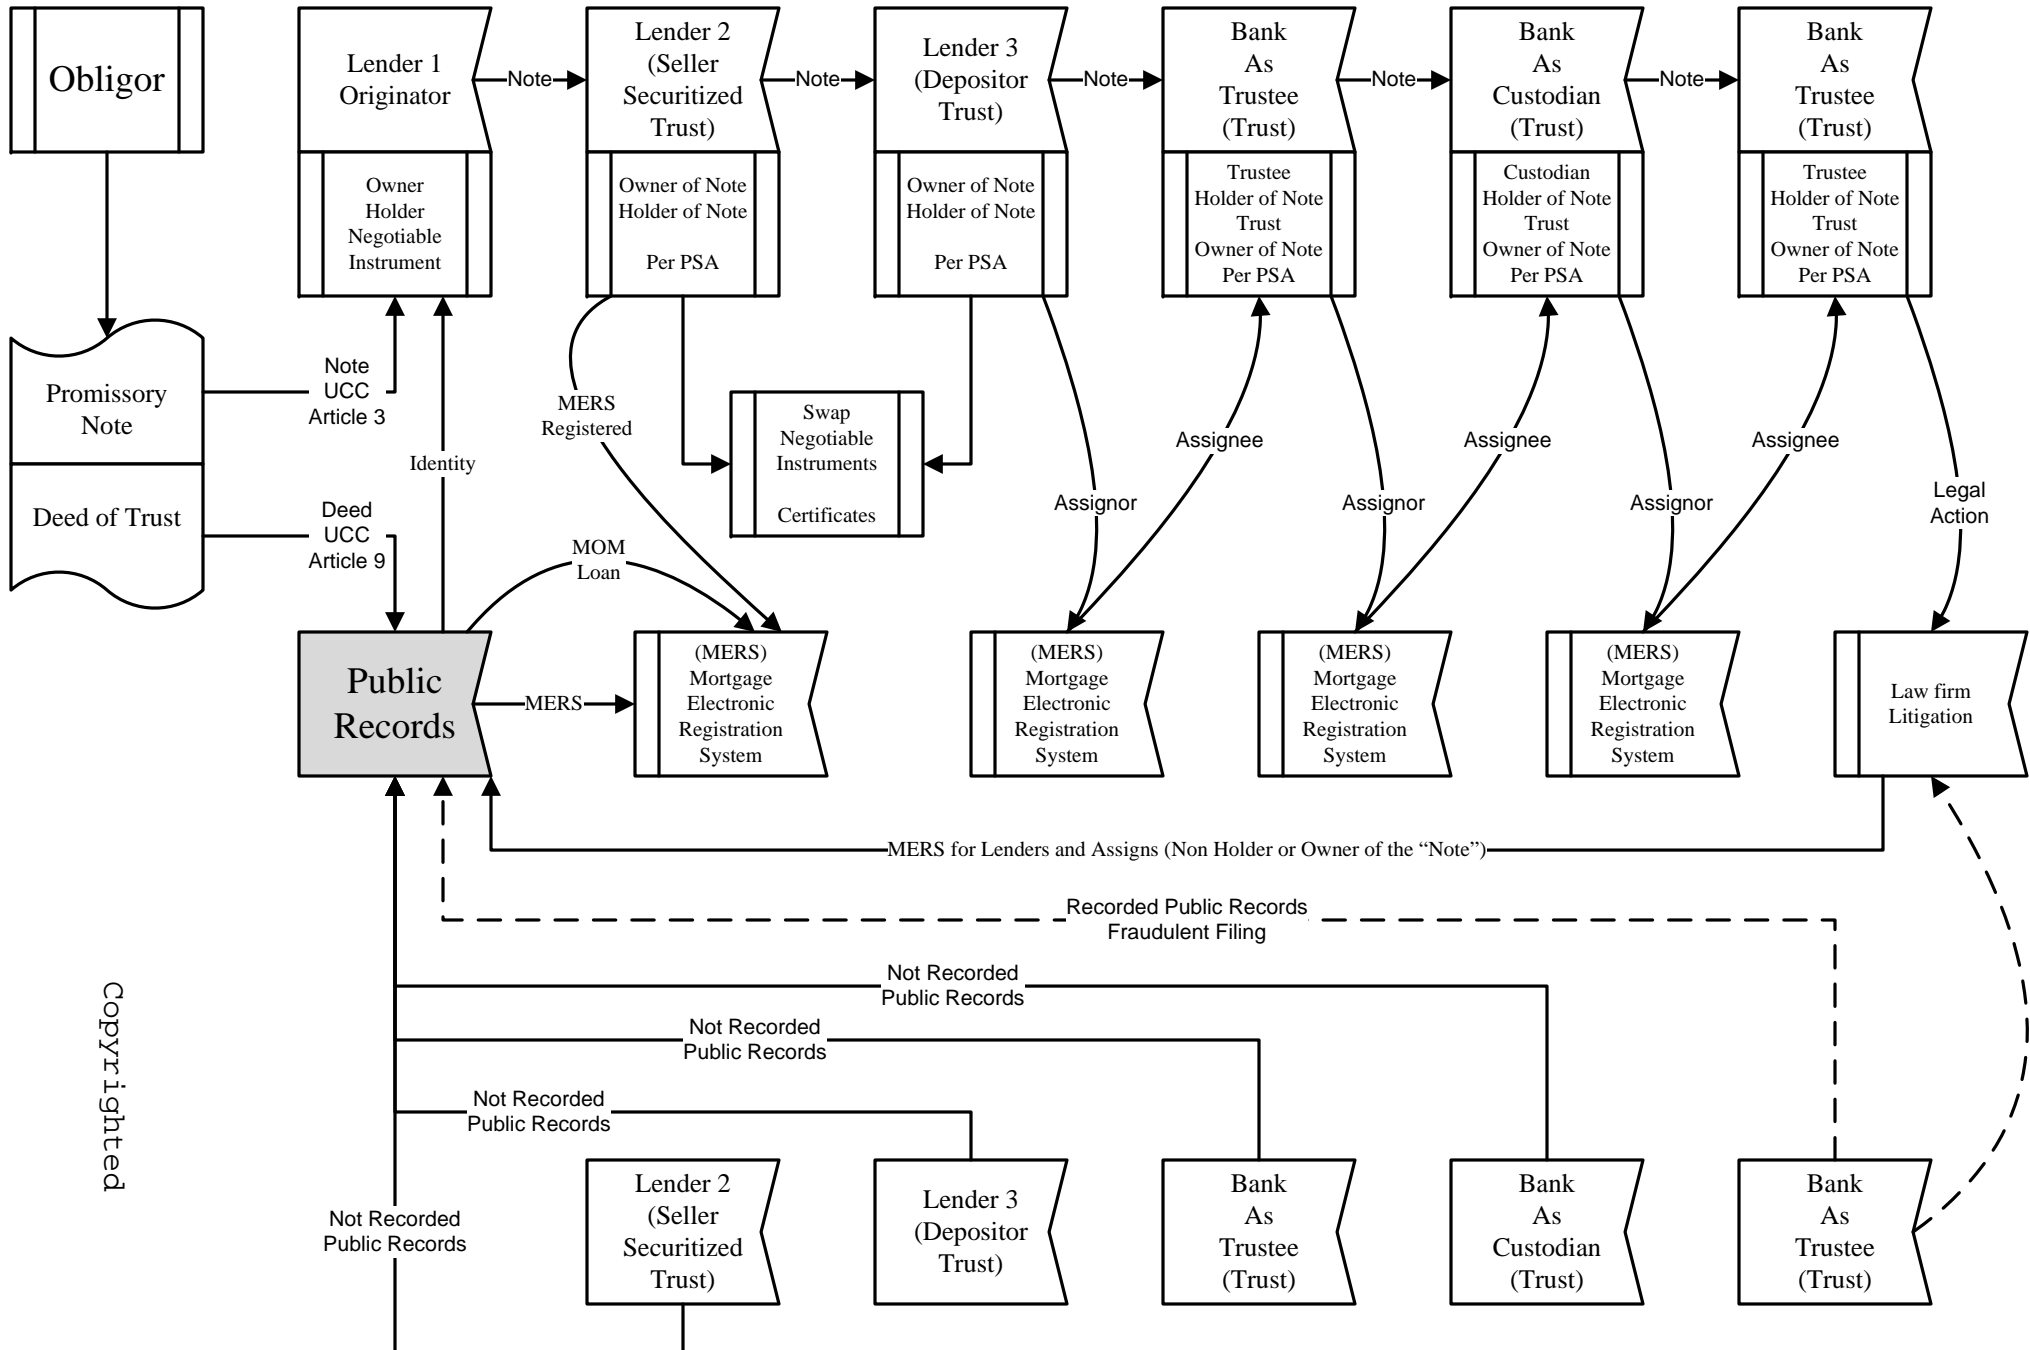 Obligor
Lender 1
Originator
Note
Lender 2
(Seller
Securitized
Trust)
Note
Lender 3
(Depositor
Trust)
Note
Bank
As
Trustee
(Trust)
Note
Bank
As
Custodian
(Trust)
Note
Bank
As
Trustee
(Trust)
Owner
Holder
Negotiable
Instrument
Owner of Note
Holder of Note
Per PSA
Owner of Note
Holder of Note
Per PSA
Trustee
Holder of Note
Trust
Owner of Note
Per PSA
Custodian
Holder of Note
Trust
Owner of Note
Per PSA
Trustee
Holder of Note
Trust
Owner of Note
Per PSA
Promissory
Note
Deed of Trust
Note
UCC
Article 3
Deed
UCC
Article 9
Identity
MERS
Registered
Swap
Negotiable
Instruments
Certificates
MOM
Loan
Assignor
Assignee
Assignor
Assignee
Assignor
Assignee
Legal
Action
Public
Records
MERS
(MERS)
Mortgage
Electronic
Registration
System
(MERS)
Mortgage
Electronic
Registration
System
(MERS)
Mortgage
Electronic
Registration
System
(MERS)
Mortgage
Electronic
Registration
System
Law firm
Litigation
MERS for Lenders and Assigns (Non Holder or Owner of the “Note”)
Recorded Public Records
Fraudulent Filing
Not Recorded
Public Records
Not Recorded
Public Records
Not Recorded
Public Records
Not Recorded
Public Records
Copyrighted
Lender 2
(Seller
Securitized
Trust)
Lender 3
(Depositor
Trust)
Bank
As
Trustee
(Trust)
Bank
As
Custodian
(Trust)
Bank
As
Trustee
(Trust)